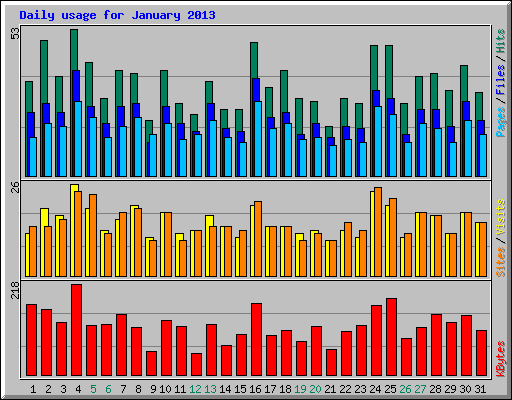 Daily usage for January 2013
53
Pages / Files / Hits
26
Sites / Visits
218
KBytes
1 2 3 4 5 6 7 8 9 10 11 12 13 14 15 16 17 18 19 20 21 22 23 24 25 26 27 28 29 30 31